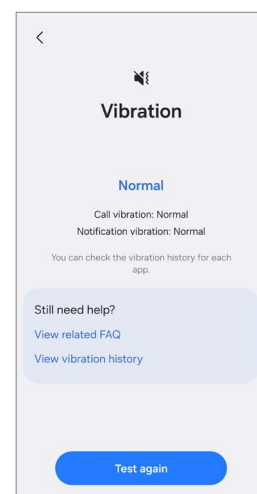 Vibration
Normal
Call vibration: Normal
Notification vibration: Normal
You can check the vibration history for each
app.
Still need help?
View related FAQ
View vibration history
Test again